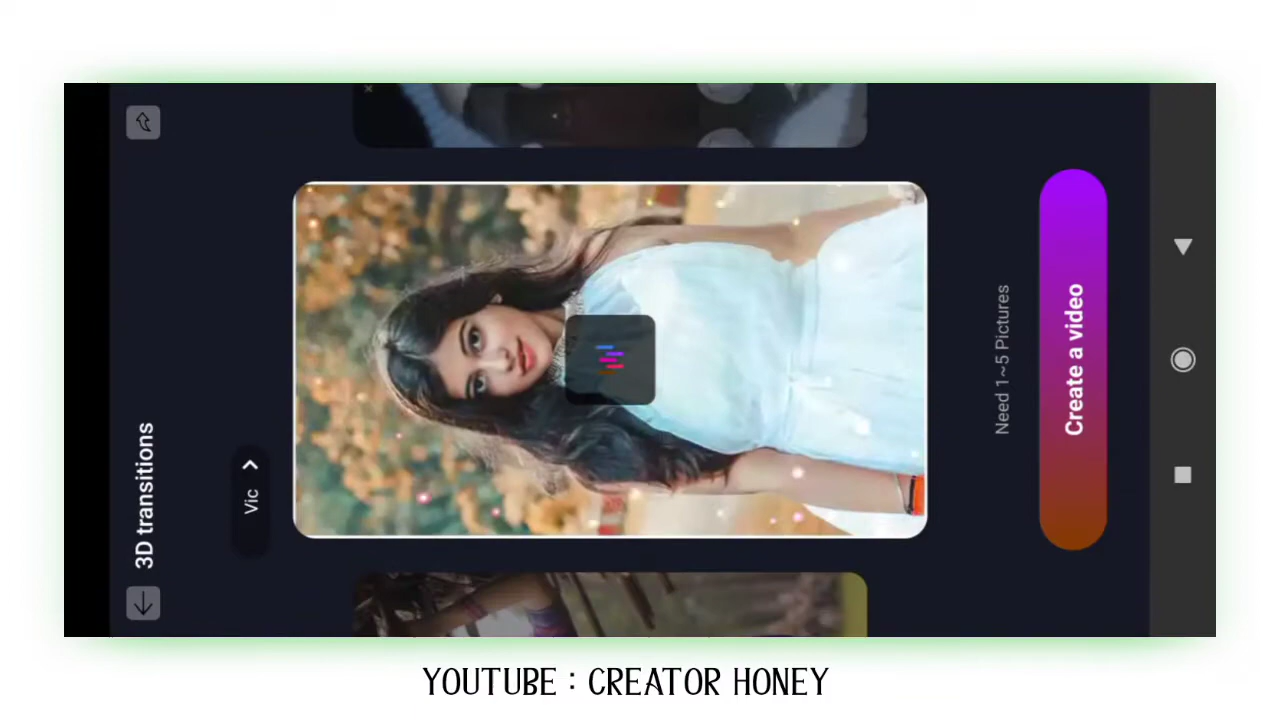 3D transitions
Vic
Need 1~5 Pictures
Create a video
YOUTUBE : CREATOR HONEY